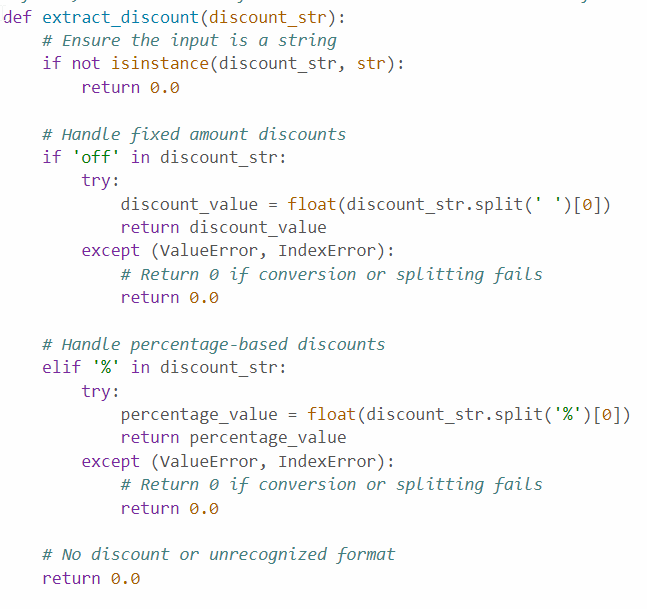 def extract_discount(discount_str):
    # Ensure the input is a string
    if not isinstance(discount_str, str):
        return 0.0

    # Handle fixed amount discounts
    if 'off' in discount_str:
        try:
            discount_value = float(discount_str.split(' ')[0])
            return discount_value
        except (ValueError, IndexError):
            # Return 0 if conversion or splitting fails
            return 0.0

    # Handle percentage-based discounts
    elif '%' in discount_str:
        try:
            percentage_value = float(discount_str.split('%')[0])
            return percentage_value
        except (ValueError, IndexError):
            # Return 0 if conversion or splitting fails
            return 0.0

    # No discount or unrecognized format
    return 0.0